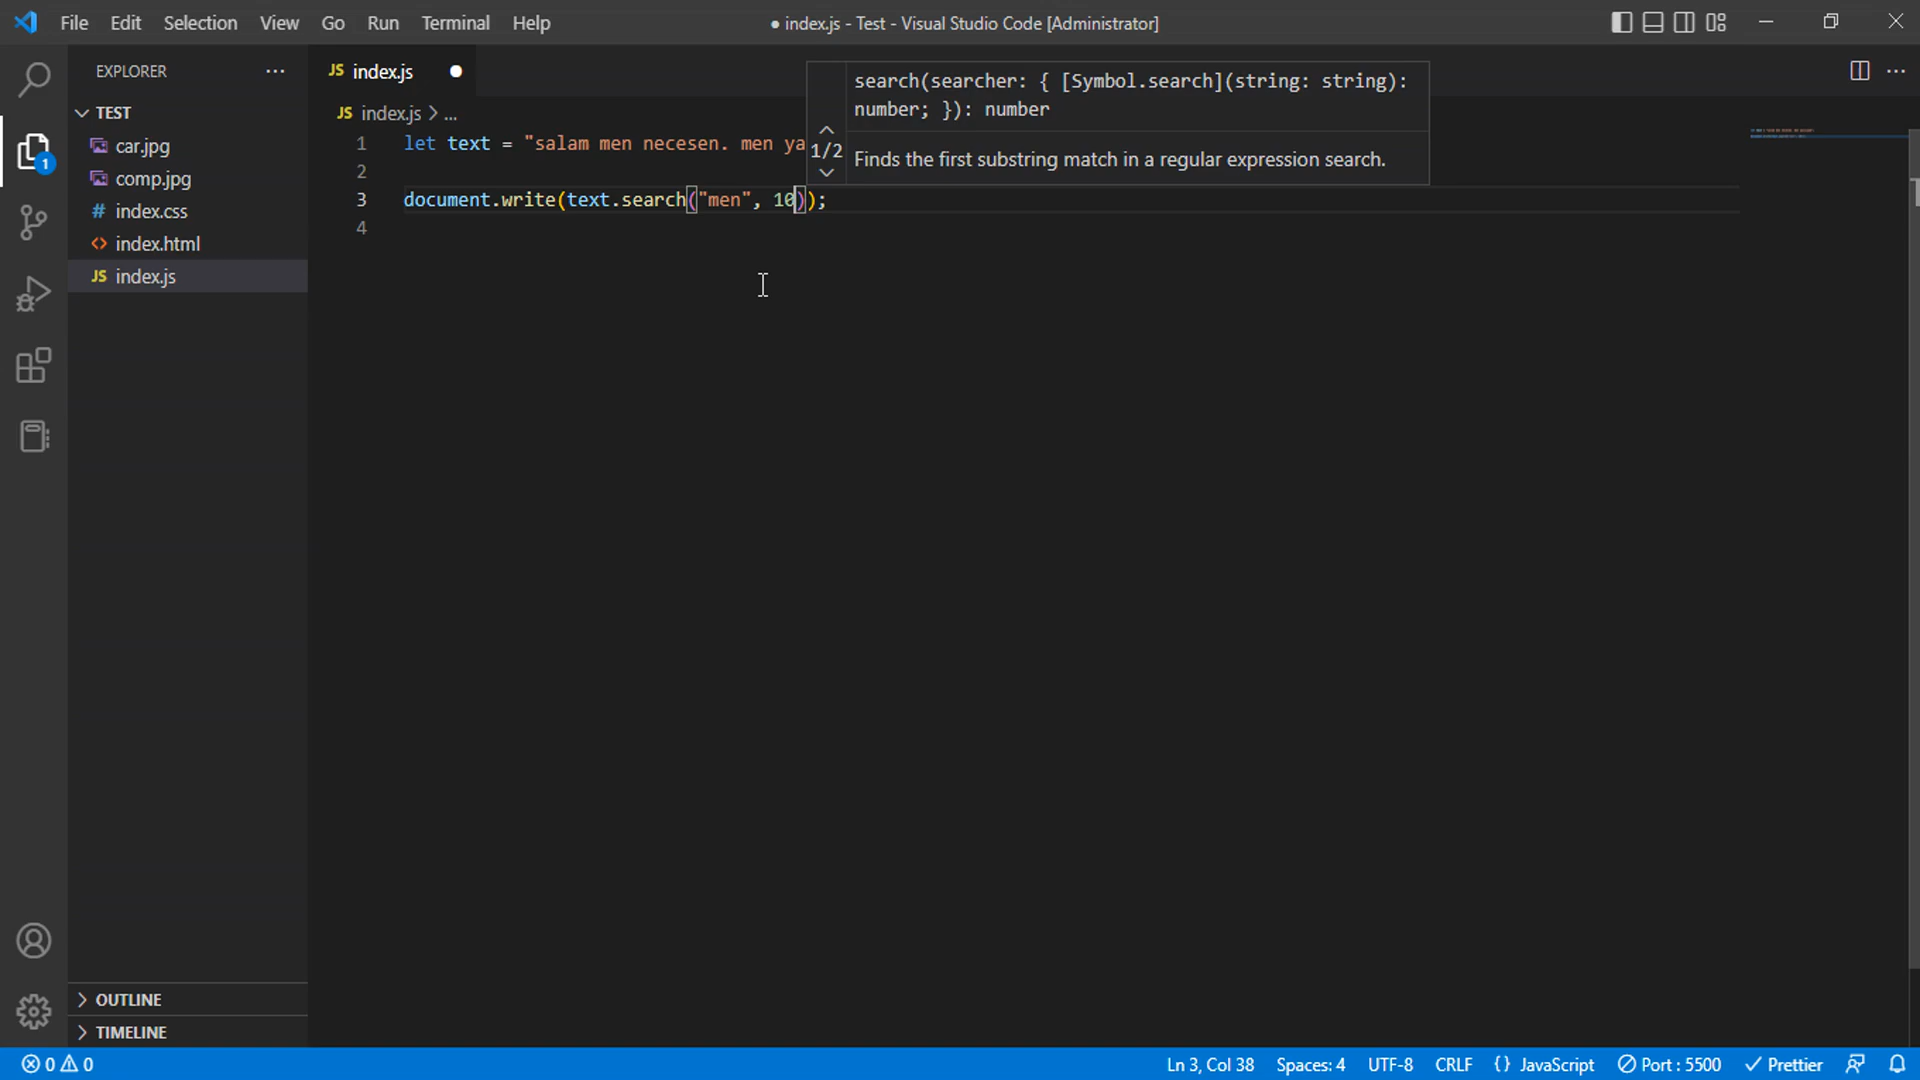 File Edit Selection View Go Run Terminal Help
● index.js - Test - Visual Studio Code [Administrator]
EXPLORER
JS index.js
TEST
car.jpg
comp.jpg
# index.css
<> index.html
JS index.js
1
JS index.js > ...
1 let text = "salam men necesen. men ya
2
3 document.write(text.search("men", 10));
4
1/2
search(searcher: { [Symbol.search](string: string):
number; }): number
Finds the first substring match in a regular expression search.
OUTLINE
TIMELINE
0 0
Ln 3, Col 38 Spaces: 4 UTF-8 CRLF {} JavaScript Port : 5500 Prettier